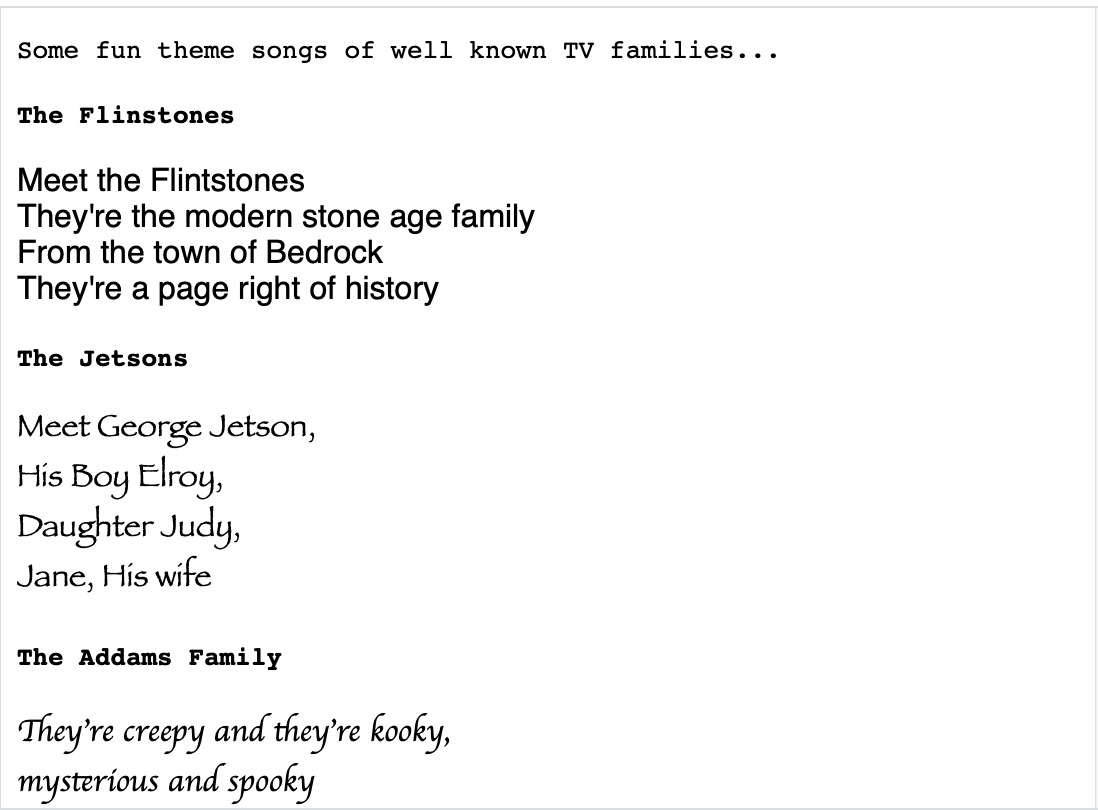 Some fun theme songs of well known TV families...
The Flinstones
Meet the Flintstones
They're the modern stone age family
From the town of Bedrock
They're a page right of history
The Jetsons
Meet George Jetson,
His Boy Elroy,
Daughter Judy,
Jane, His wife
The Addams Family
They're creepy and they're kooky,
mysterious and spooky